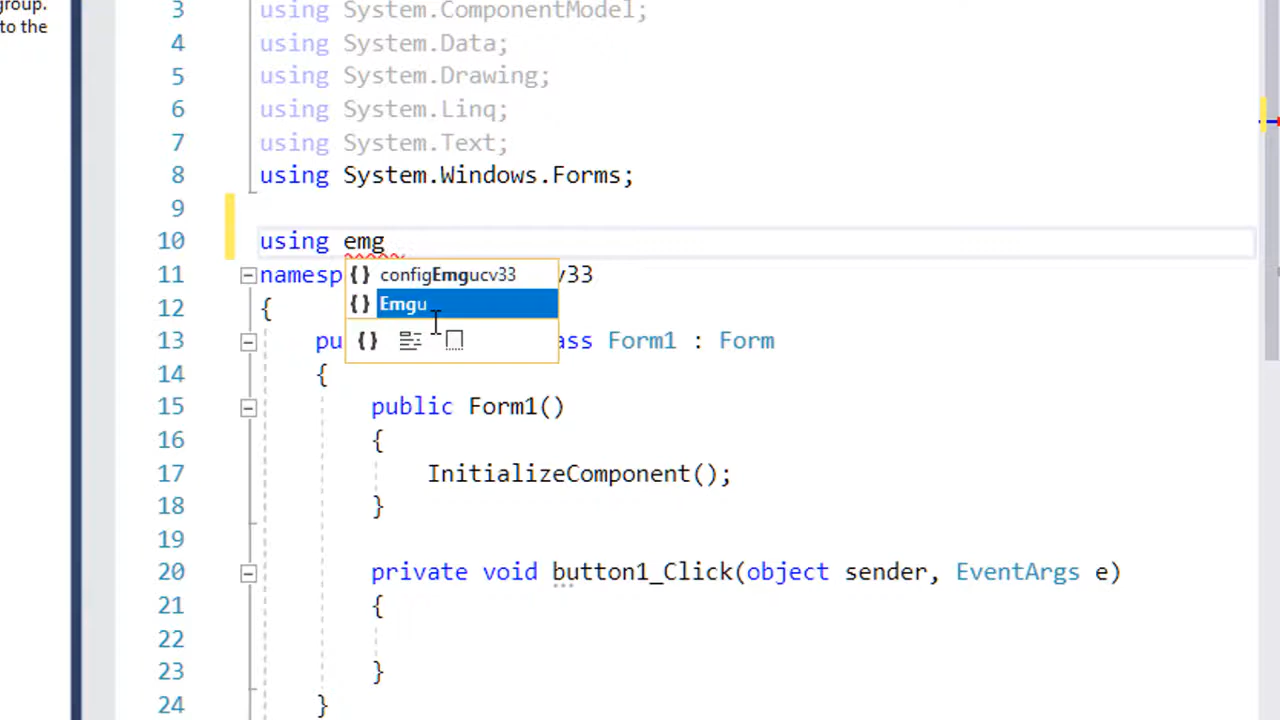 group.
to the
3 using System.ComponentModel;
4 using System.Data;
5 using System.Drawing;
6 using System.Linq;
7 using System.Text;
8 using System.Windows.Forms;
9
10 using emg
11 namesp v33
{} configEmgucv33
{} Emgu
{}
12 {
13 pu ass Form1 : Form
14 {
15 public Form1()
16 {
17 InitializeComponent();
18 }
19
20 private void button1_Click(object sender, EventArgs e)
21 {
22
23 }
24 }